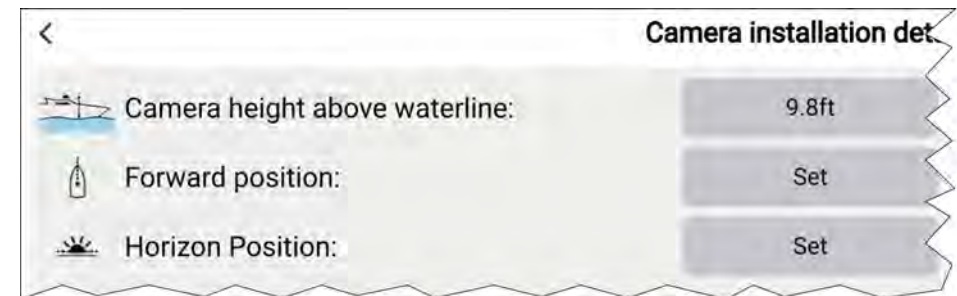 Camera installation det
Camera height above waterline: 9.8ft
Forward position: Set
Horizon Position: Set